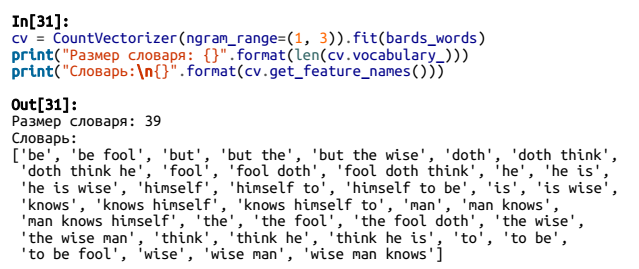 In[31]:
cv = CountVectorizer(ngram_range=(1, 3)).fit(bards_words)
print("Размер словаря: {}".format(len(cv.vocabulary_)))
print("Словарь:\n{}".format(cv.get_feature_names()))
Out[31]:
Размер словаря: 39
Словарь:
['be', 'be fool', 'but', 'but the', 'but the wise', 'doth', 'doth think',
'doth think he', 'fool', 'fool doth', 'fool doth think', 'he', 'he is',
'he is wise', 'himself', 'himself to', 'himself to be', 'is', 'is wise',
'knows', 'knows himself', 'knows himself to', 'man', 'man knows',
'man knows himself', 'the', 'the fool', 'the fool doth', 'the wise',
'the wise man', 'think', 'think he', 'think he is', 'to', 'to be',
'to be fool', 'wise', 'wise man', 'wise man knows']